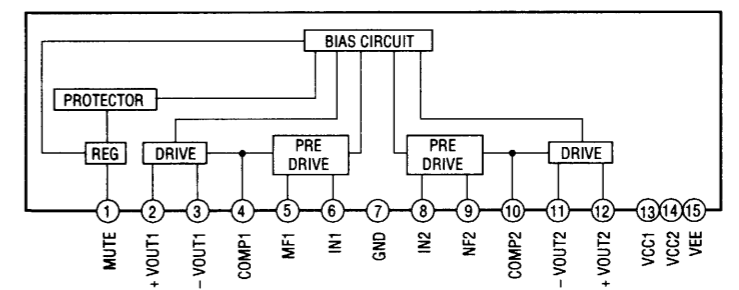 BIAS CIRCUIT
PROTECTOR
REG
DRIVE
PRE
DRIVE
PRE
DRIVE
DRIVE
1
2
3
4
5
6
7
8
9
10
11
12
13
14
15
MUTE
+ VOUT1
– VOUT1
COMP1
MF1
IN1
GND
IN2
NF2
COMP2
– VOUT2
+ VOUT2
VCC1
VCC2
VEE